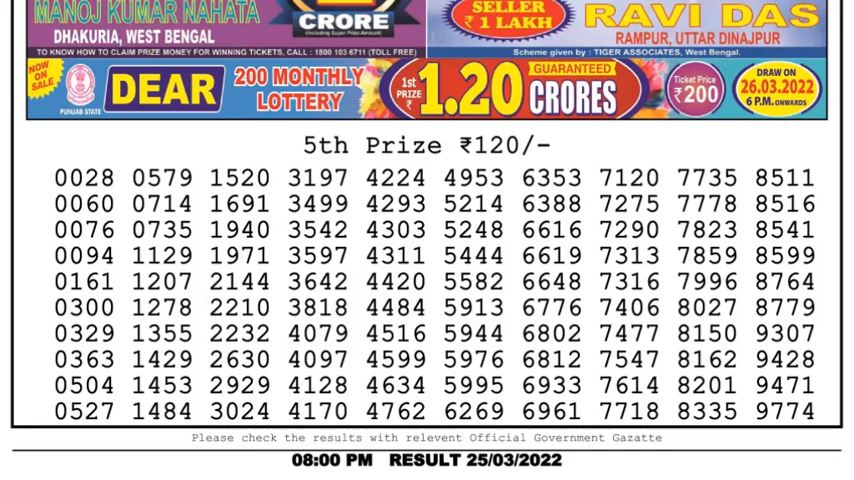 MANOJ KUMAR NAHATA
DHAKURIA, WEST BENGAL
CRORE
(Including Super Prize Amount)
TO KNOW HOW TO CLAIM PRIZE MONEY FOR WINNING TICKETS, CALL : 1800 103 6711 (TOLL FREE)
SELLER
₹ 1 LAKH
RAVI DAS
RAMPUR, UTTAR DINAJPUR
Scheme given by : TIGER ASSOCIATES, West Bengal.
NOW ON SALE
PUNJAB STATE
DEAR
200 MONTHLY
LOTTERY
1st
PRIZE
₹
1.20
GUARANTEED
CRORES
Ticket Price
₹200
DRAW ON
26.03.2022
6 P.M. ONWARDS
5th Prize ₹120/-
0028 0579 1520 3197 4224 4953 6353 7120 7735 8511
0060 0714 1691 3499 4293 5214 6388 7275 7778 8516
0076 0735 1940 3542 4303 5248 6616 7290 7823 8541
0094 1129 1971 3597 4311 5444 6619 7313 7859 8599
0161 1207 2144 3642 4420 5582 6648 7316 7996 8764
0300 1278 2210 3818 4484 5913 6776 7406 8027 8779
0329 1355 2232 4079 4516 5944 6802 7477 8150 9307
0363 1429 2630 4097 4599 5976 6812 7547 8162 9428
0504 1453 2929 4128 4634 5995 6933 7614 8201 9471
0527 1484 3024 4170 4762 6269 6961 7718 8335 9774
Please check the results with relevent Official Government Gazatte
08:00 PM RESULT 25/03/2022